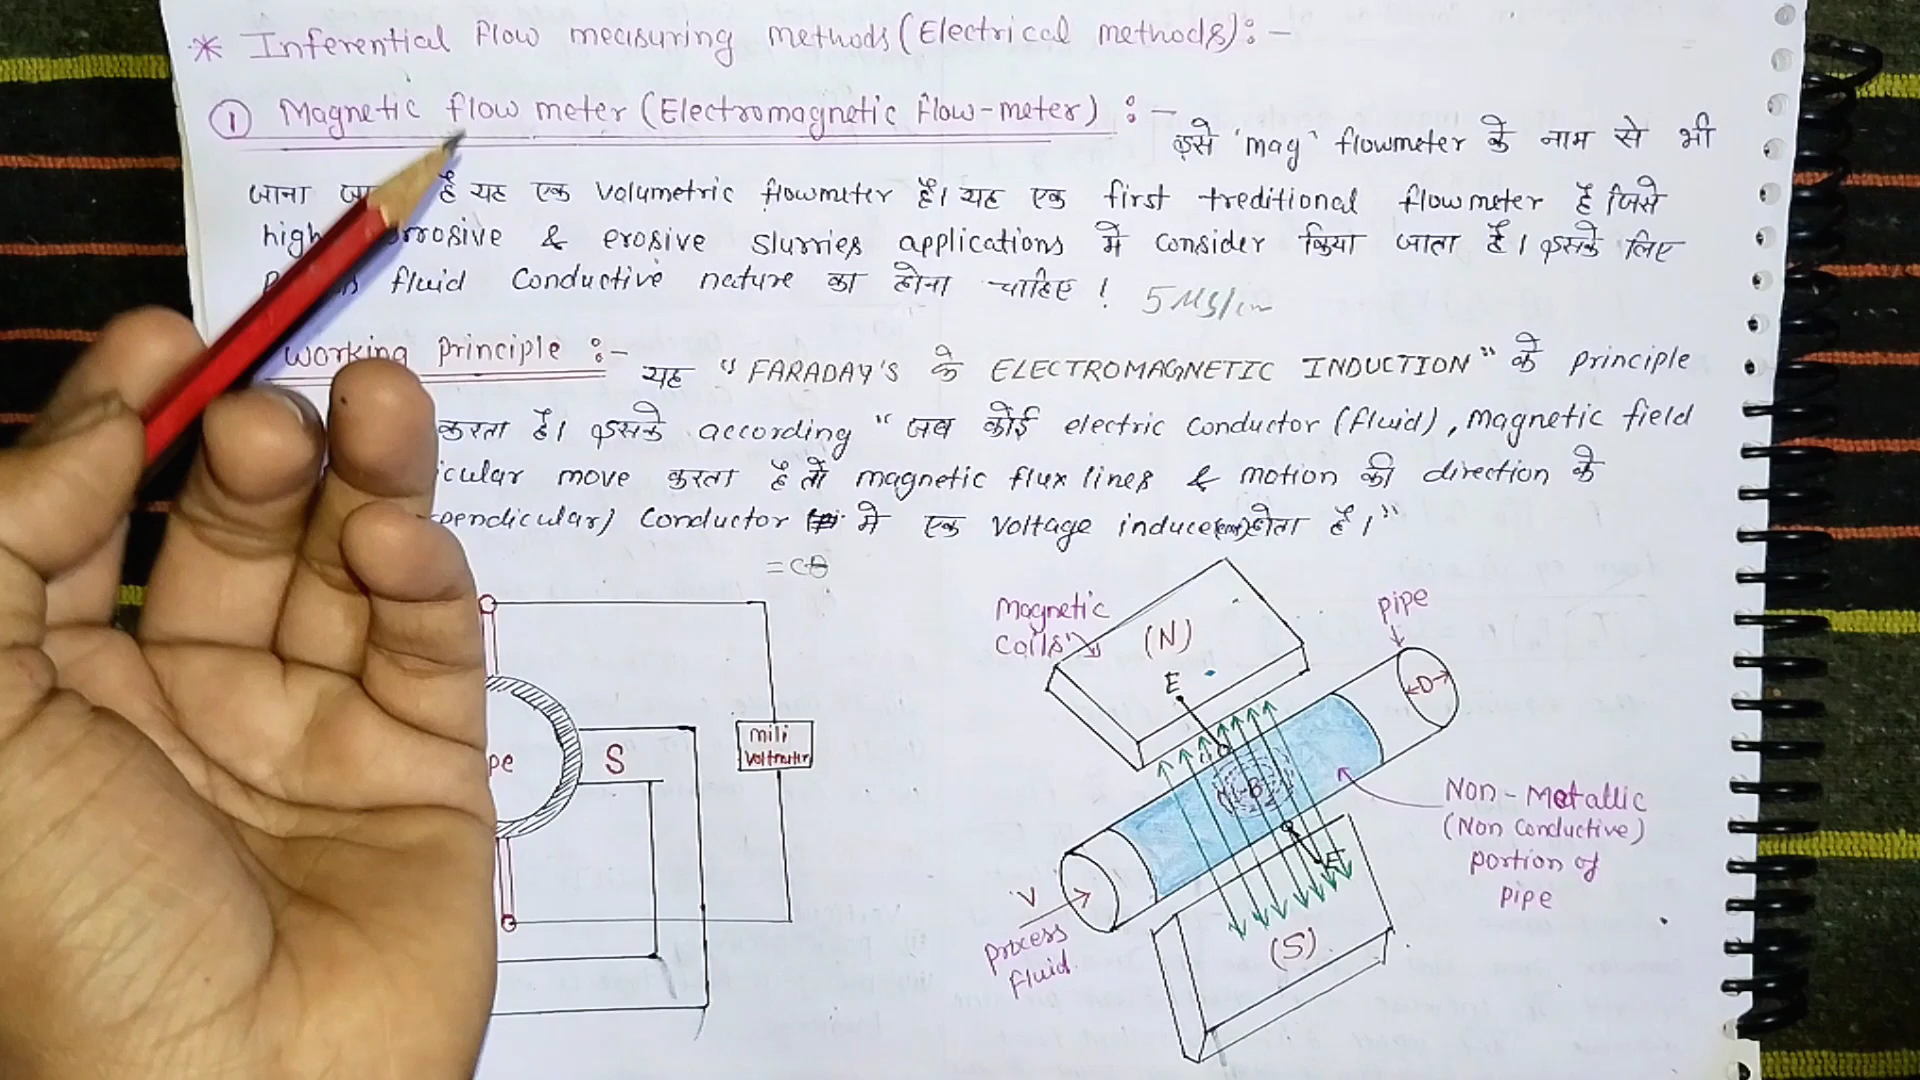 * Inferential Flow measuring methods (Electrical methods):-
① Magnetic flow meter (Electromagnetic Flow-meter) :-
इसे 'mag' flowmeter के नाम से भी
जाना है यह एक volumetric flowmeter है। यह एक first treditional flowmeter है जिसे
high & erosive slurries applications मे consider किया जाता है। इसके लिए
fluid conductive nature का होना चाहिए ! 5 μs/cm
Working principle :- यह "FARADAY'S के ELECTROMAGNETIC INDUCTION" के principle
करता है। इसके according "जब कोई electric conductor (fluid), magnetic field
move करता है तो magnetic flux lines & motion की direction के
conductor मे एक voltage induce(emf)होता है।"
magnetic
coils
(N)
pipe
E
D
S
mili
voltmeter
B
E
Non-Metallic
(Non Conductive)
portion of
pipe
V
process
fluid
(S)